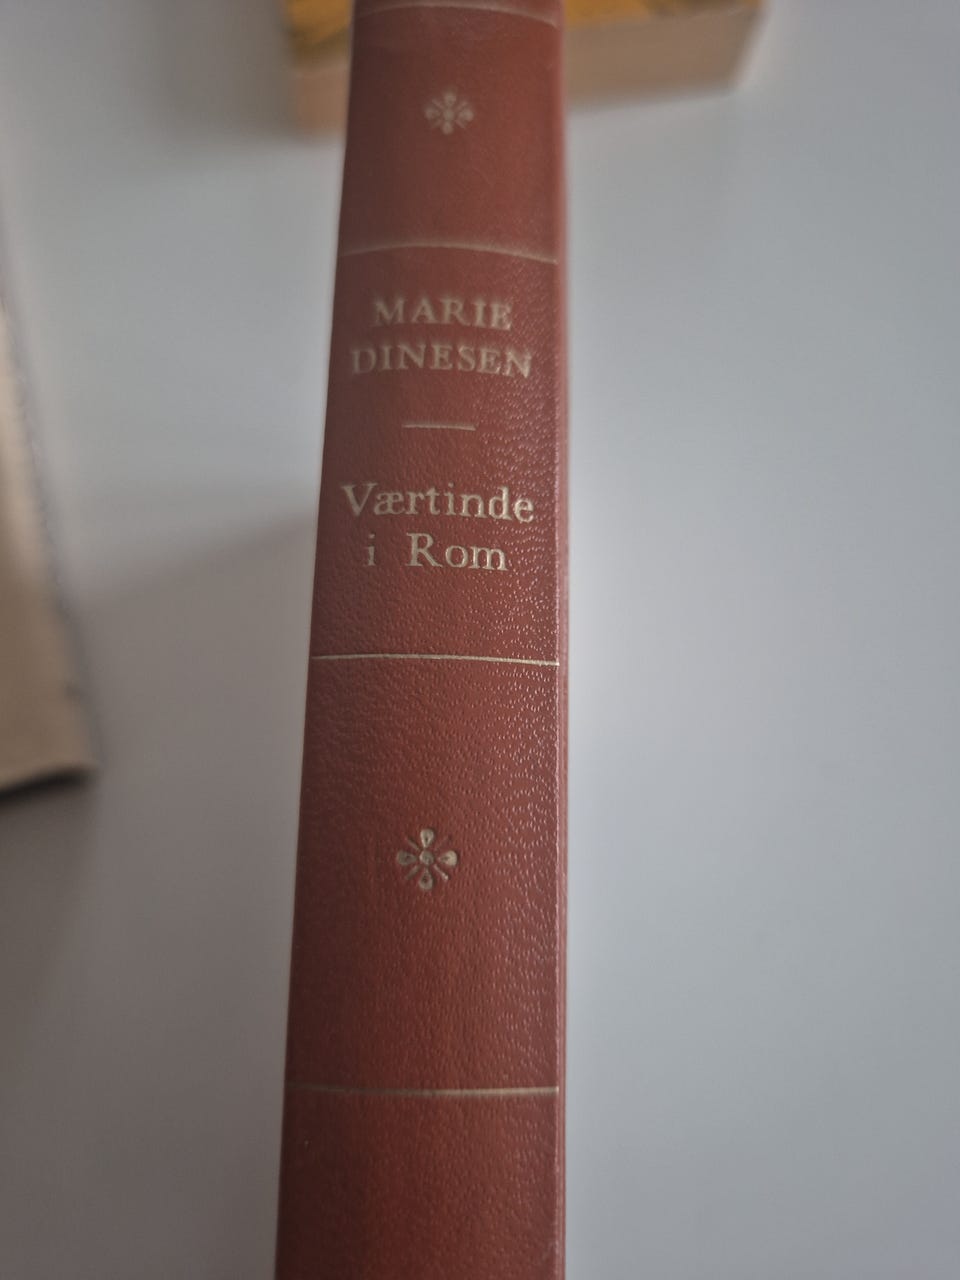 MARIE
DINESEN
Værtinde
i Rom